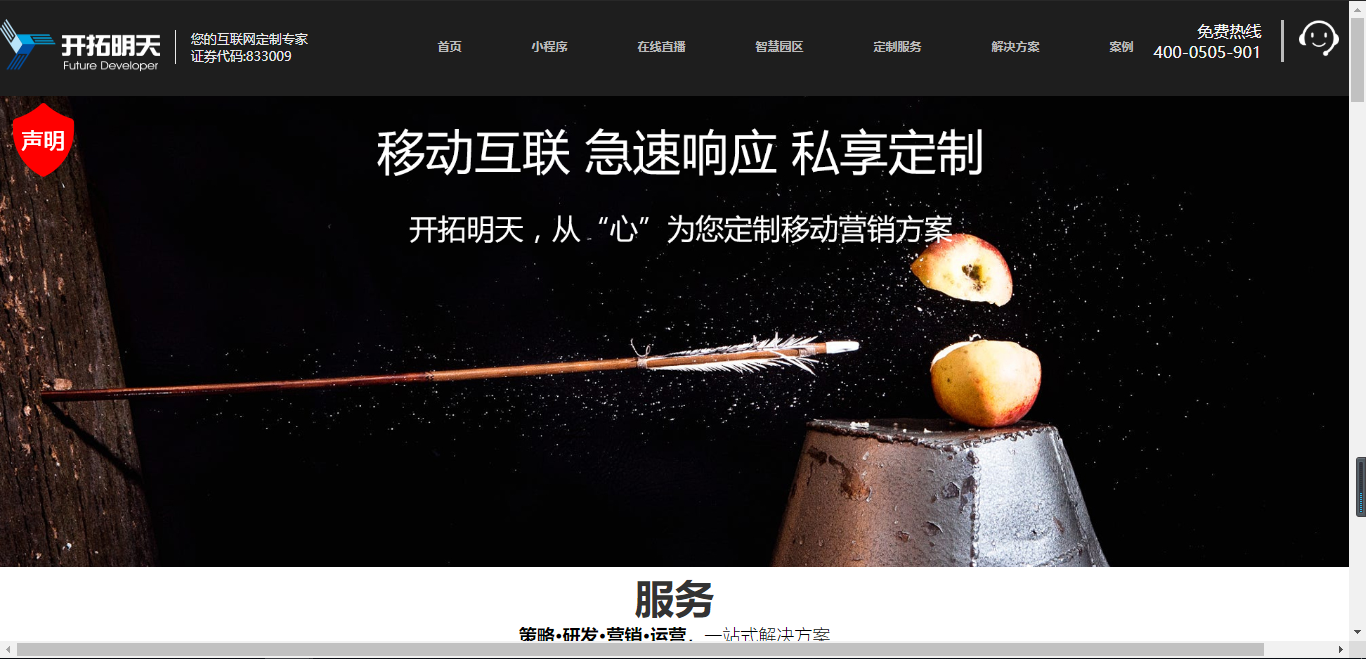 开拓明天
Future Developer
您的互联网定制专家
证券代码:833009
首页
小程序
在线直播
智慧园区
定制服务
解决方案
案例
免费热线
400-0505-901
声明
移动互联 急速响应 私享定制
开拓明天，从“心”为您定制移动营销方案
服务
策略•研发•营销•运营，一站式解决方案